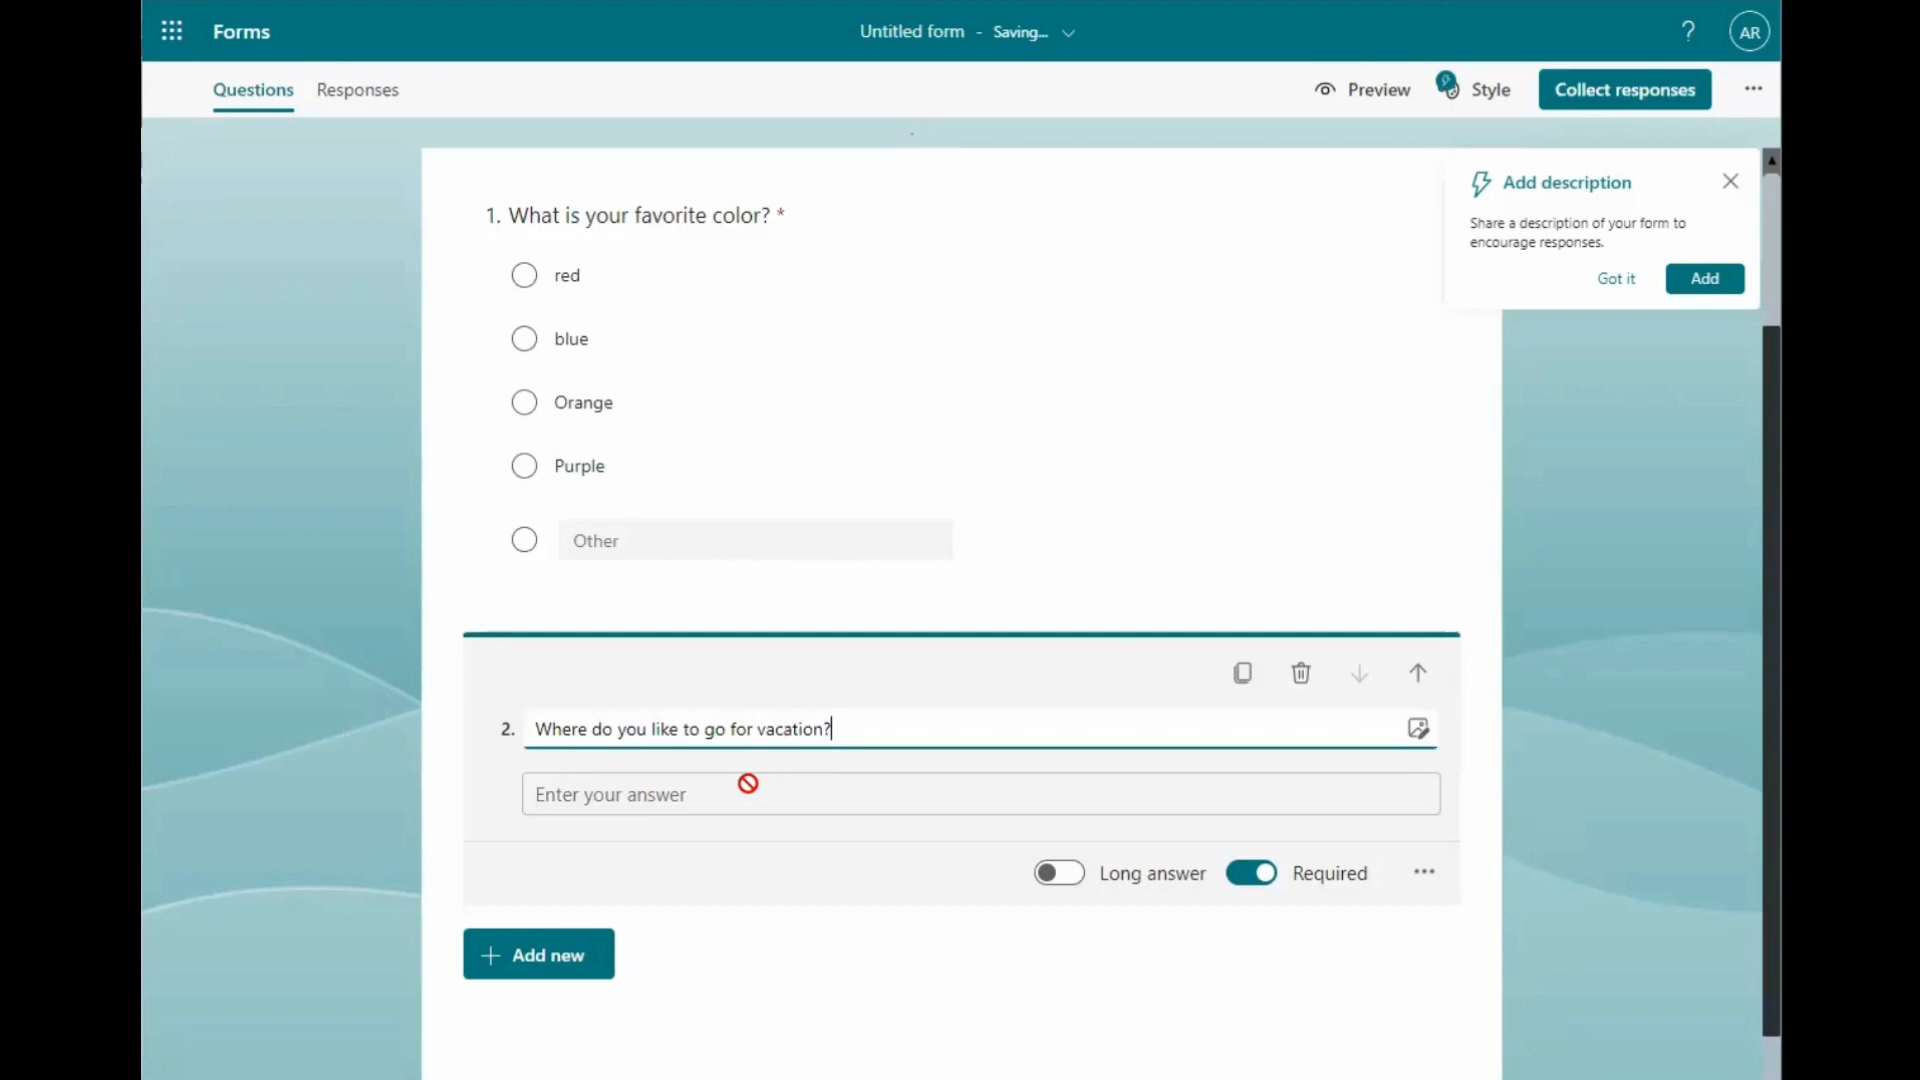 Forms
Untitled form - Saving...
?
AR
Questions
Responses
Preview
Style
Collect responses
...
Add description
Share a description of your form to
encourage responses.
Got it
Add
1. What is your favorite color? *
red
blue
Orange
Purple
Other
2. Where do you like to go for vacation?
Enter your answer
Long answer
Required
...
+ Add new